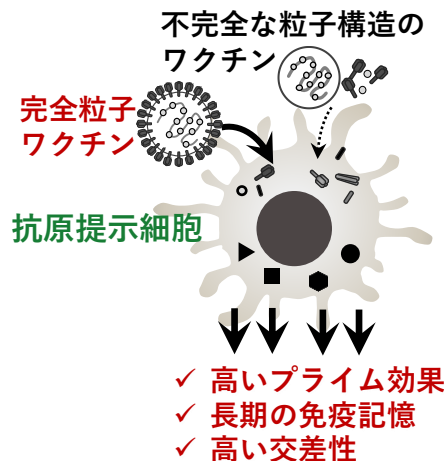 不完全な粒子構造の
ワクチン
完全粒子
ワクチン
抗原提示細胞
✓ 高いプライム効果
✓ 長期の免疫記憶
✓ 高い交差性